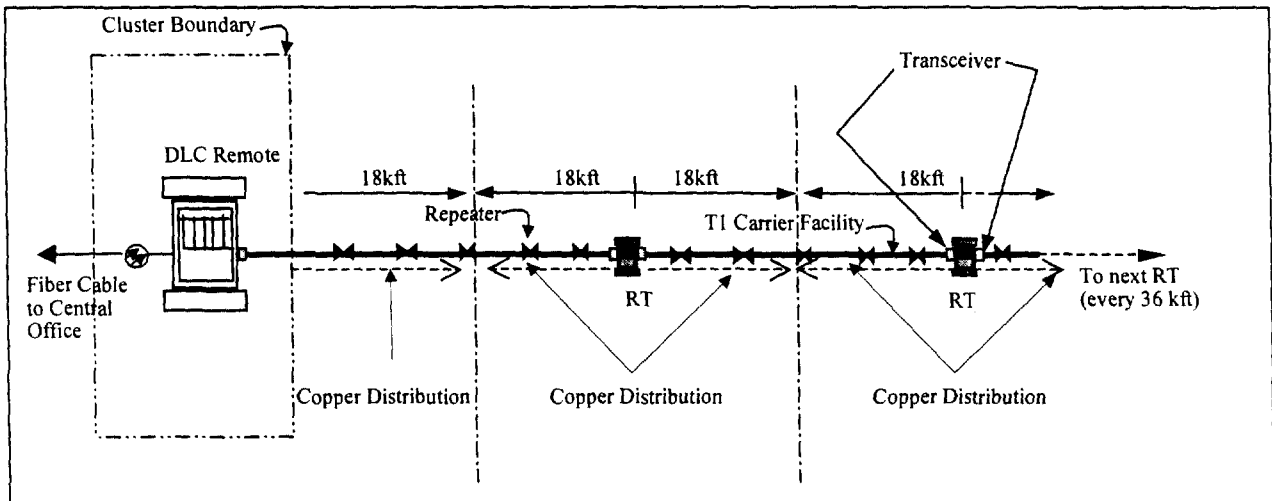 Cluster Boundary
Transceiver
DLC Remote
18kft
18kft
18kft
18kft
Repeater
T1 Carrier Facility
Fiber Cable
to Central
Office
RT
RT
To next RT
(every 36 kft)
Copper Distribution
Copper Distribution
Copper Distribution